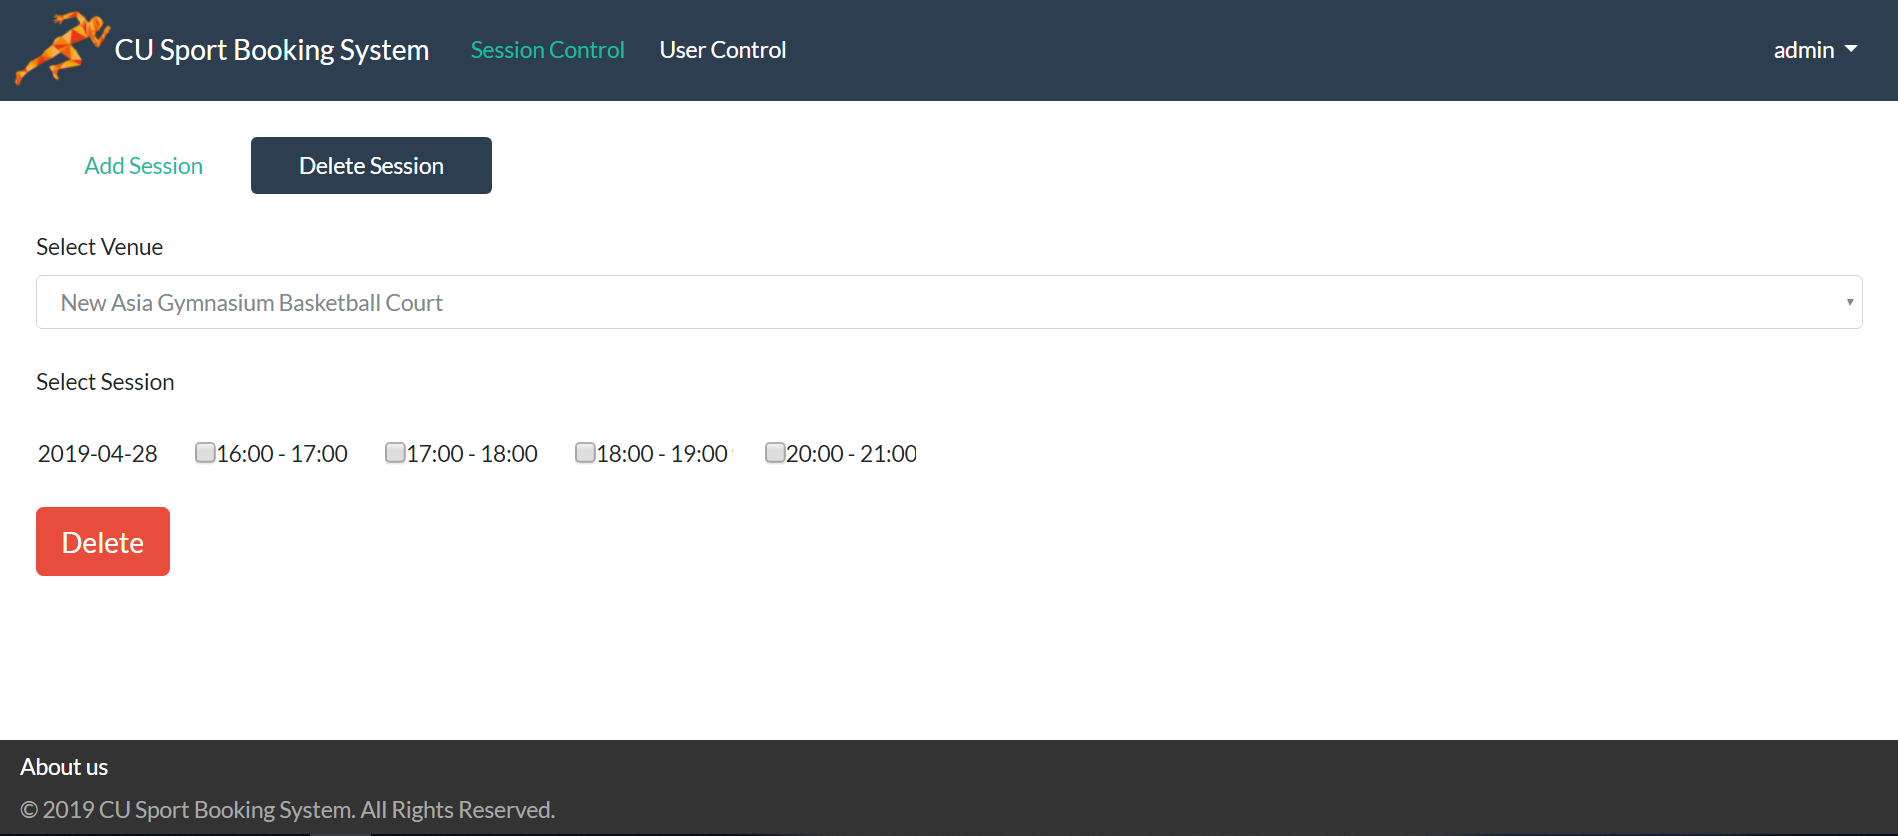 CU Sport Booking System Session Control User Control admin
Add Session Delete Session
Select Venue
New Asia Gymnasium Basketball Court
Select Session
2019-04-28 16:00 - 17:00 17:00 - 18:00 18:00 - 19:00 20:00 - 21:00
Delete
About us
© 2019 CU Sport Booking System. All Rights Reserved.